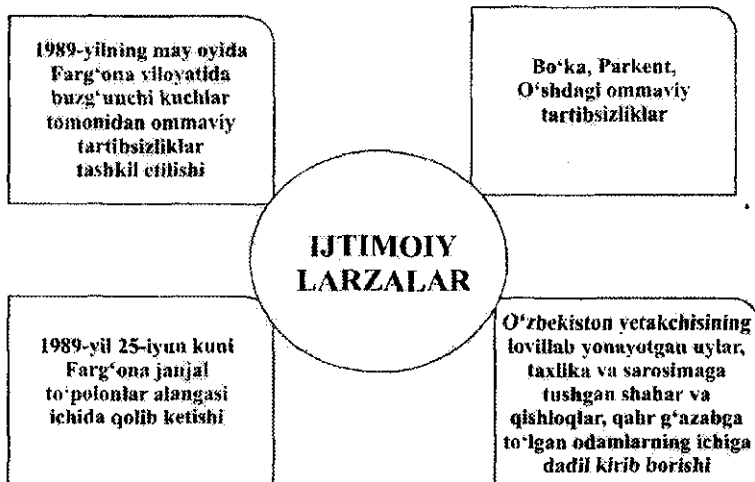 1989-yilning may oyida
Farg‘ona viloyatida
buzg‘unchi kuchlar
tomonidan ommaviy
tartibsizliklar
tashkil etilishi
Bo‘ka, Parkent,
O‘shdagi ommaviy
tartibsizliklar
IJTIMOIY
LARZALAR
1989-yil 25-iyun kuni
Farg‘ona janjal
to‘polonlar alangasi
ichida qolib ketishi
O‘zbekiston yetakchisining
lovillab yonayotgan uylar,
taxlika va sarosimaga
tushgan shahar va
qishloqlar, qahr g‘azabga
to‘lgan odamlarning ichiga
dadil kirib borishi